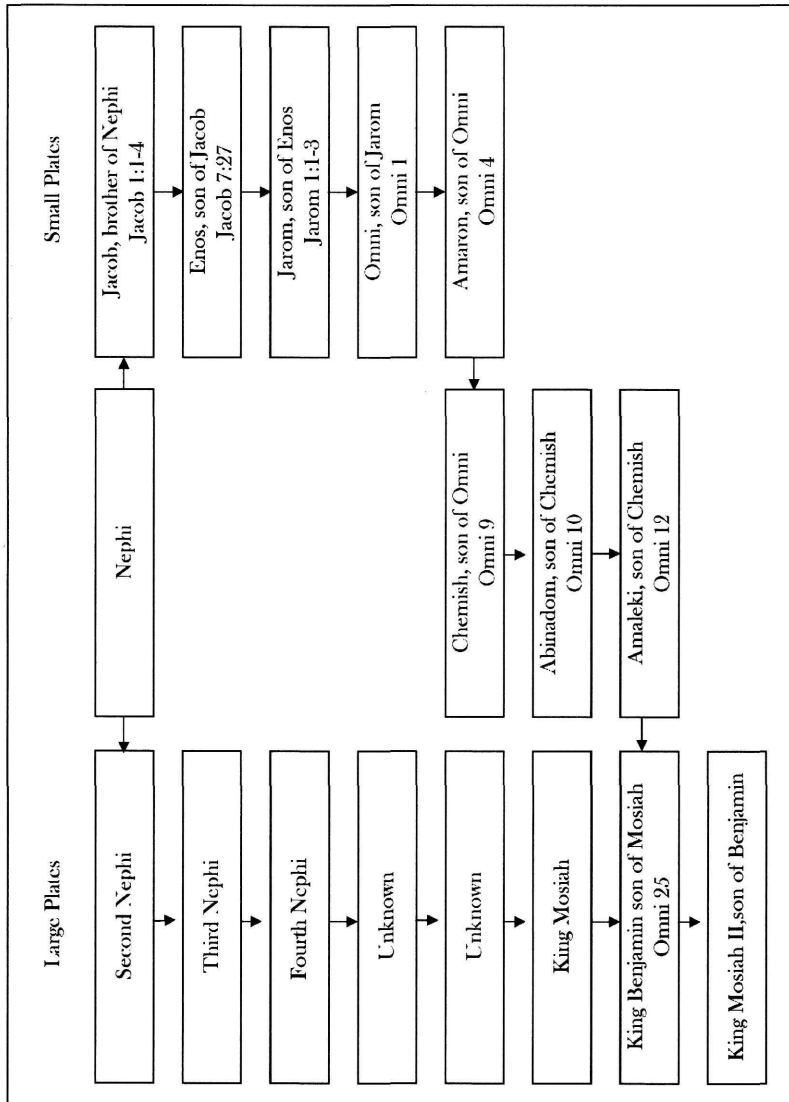 Large Plates
Small Plates
Second Nephi
Nephi
Jacob, brother of Nephi
Jacob 1:1-4
Third Nephi
Enos, son of Jacob
Jacob 7:27
Fourth Nephi
Jarom, son of Enos
Jarom 1:1-3
Unknown
Omni, son of Jarom
Omni 1
Unknown
Chemish, son of Omni
Omni 9
Amaron, son of Omni
Omni 4
King Mosiah
Abinadom, son of Chemish
Omni 10
King Benjamin son of Mosiah
Omni 25
Amaleki, son of Chemish
Omni 12
King Mosiah II,son of Benjamin